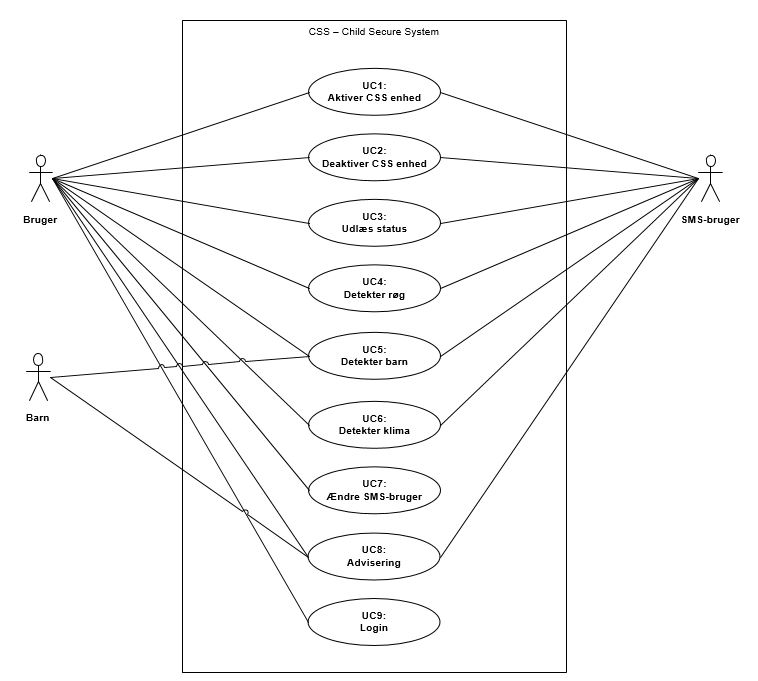 CSS – Child Secure System
UC1:
Aktiver CSS enhed
UC2:
Deaktiver CSS enhed
Bruger
SMS-bruger
UC3:
Udlæs status
UC4:
Detekter røg
UC5:
Detekter barn
Barn
UC6:
Detekter klima
UC7:
Ændre SMS-bruger
UC8:
Advisering
UC9:
Login